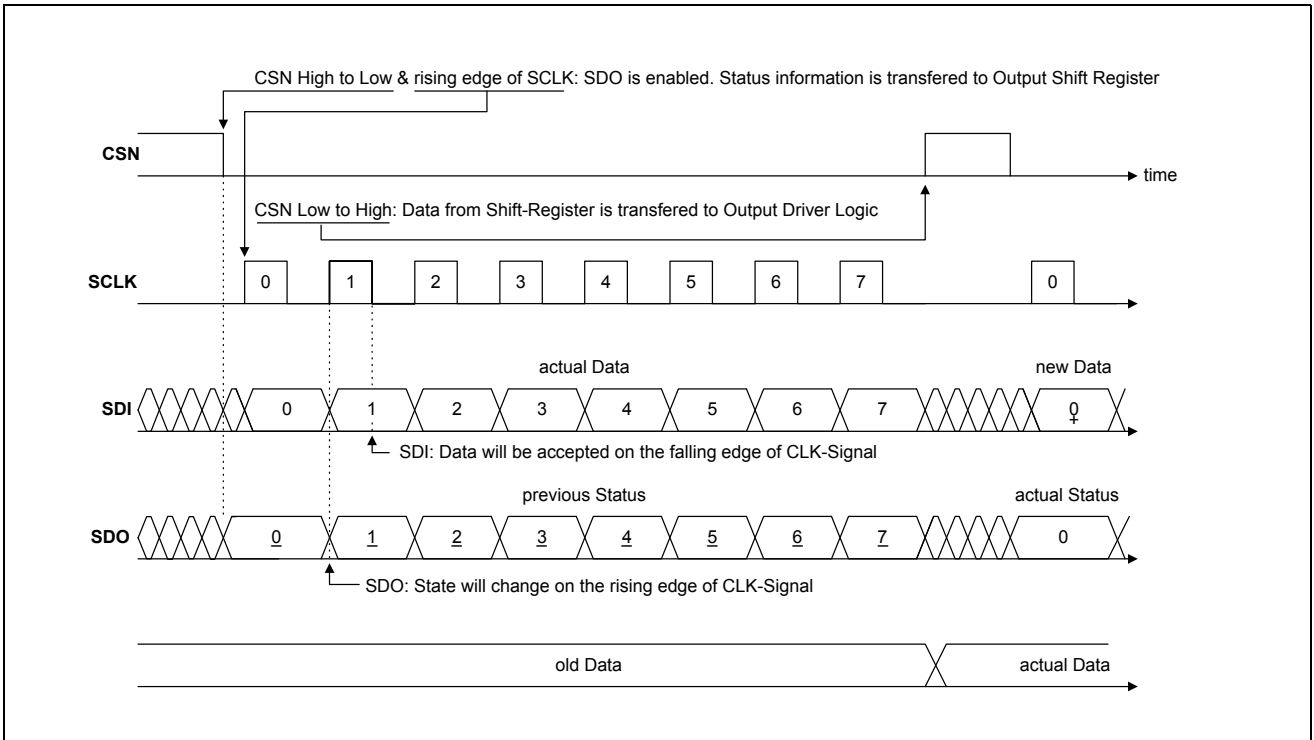 CSN High to Low & rising edge of SCLK: SDO is enabled. Status information is transfered to Output Shift Register
CSN
time
CSN Low to High: Data from Shift-Register is transfered to Output Driver Logic
SCLK
0 1 2 3 4 5 6 7 0
actual Data new Data
SDI 0 1 2 3 4 5 6 7 0
+
SDI: Data will be accepted on the falling edge of CLK-Signal
previous Status actual Status
SDO 0 1 2 3 4 5 6 7 0
SDO: State will change on the rising edge of CLK-Signal
old Data actual Data